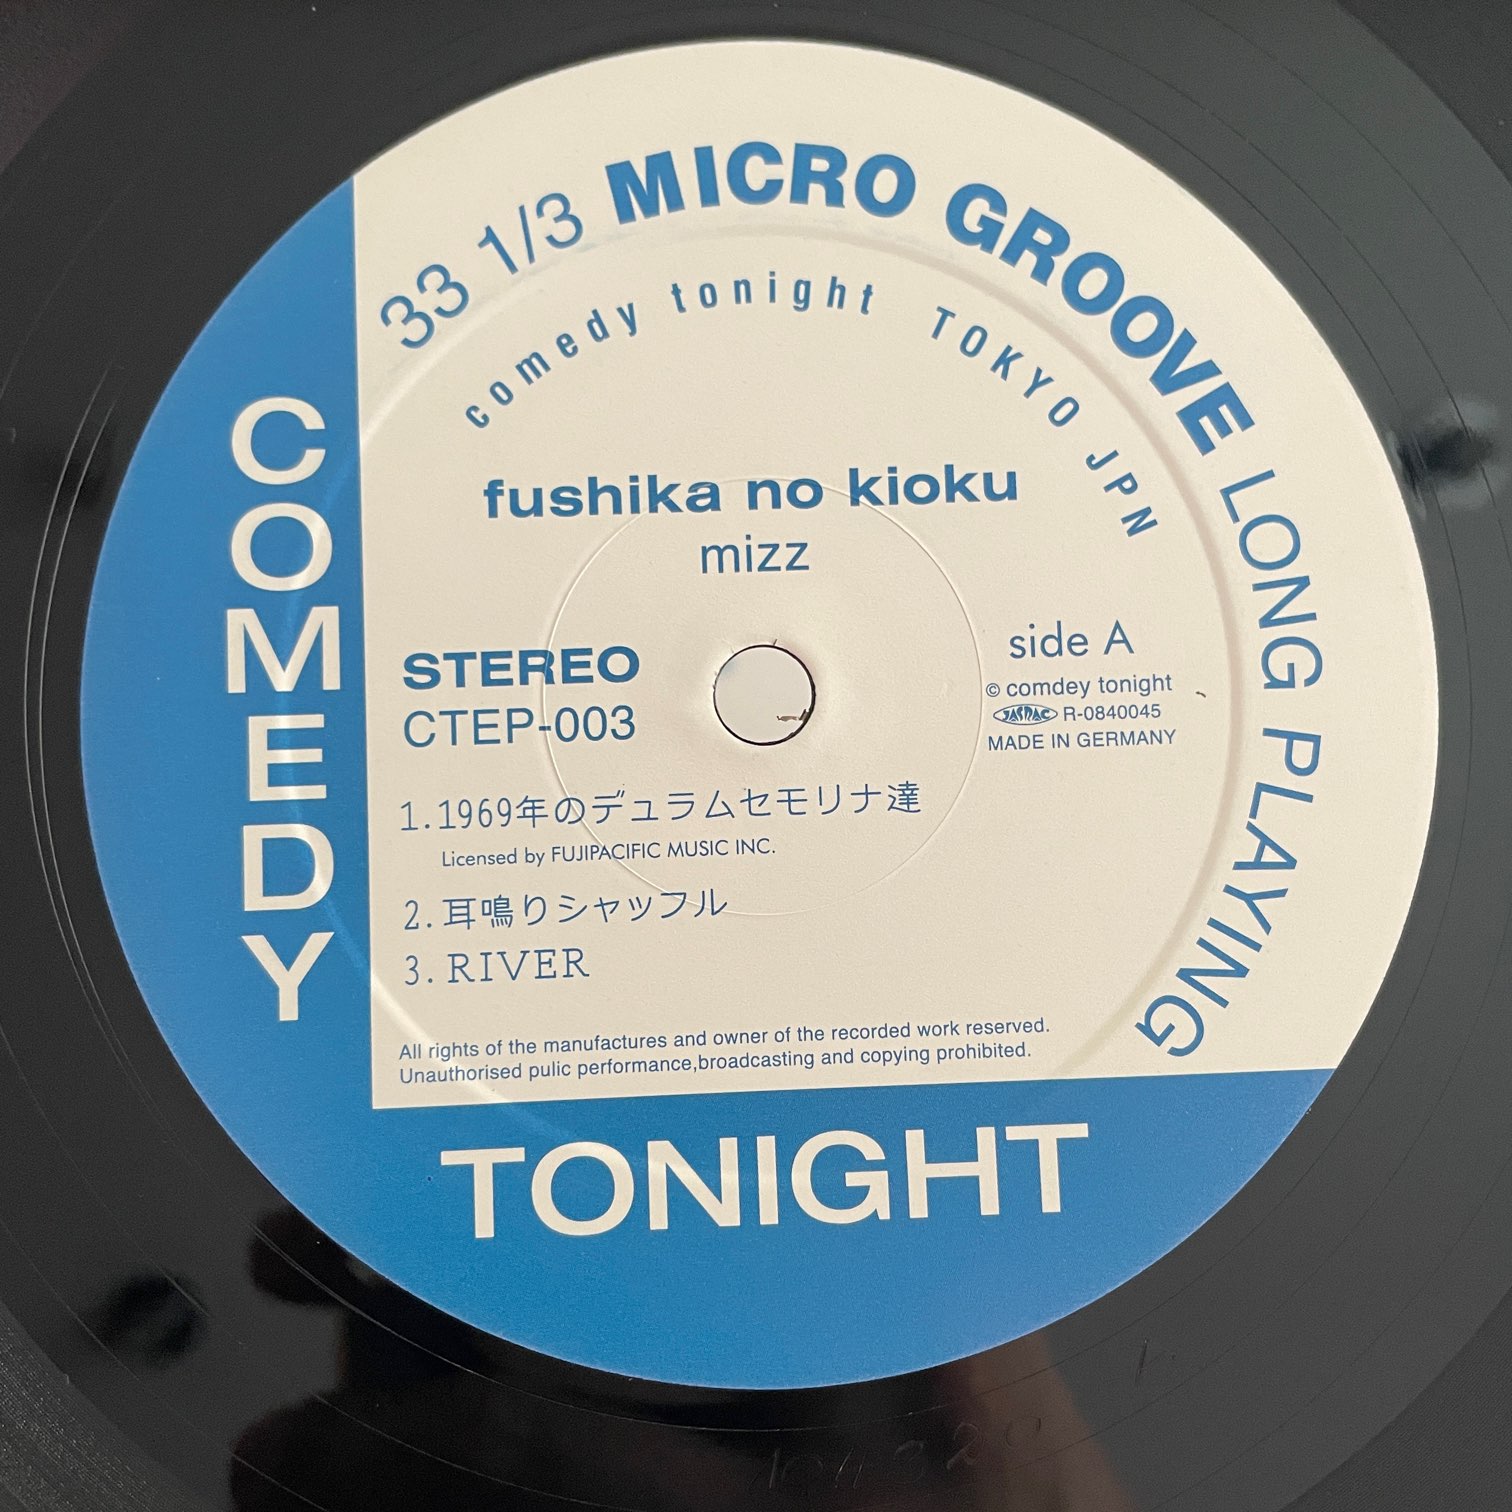 33 1/3 MICRO GROOVE LONG PLAYING
comedy tonight TOKYO JPN
COMEDY
fushika no kioku
mizz
STEREO
CTEP-003
side A
© comdey tonight
JASRAC R-0840045
MADE IN GERMANY
1.1969年のデュラムセモリナ達
Licensed by FUJIPACIFIC MUSIC INC.
2.耳鳴りシャッフル
3.RIVER
All rights of the manufactures and owner of the recorded work reserved.
Unauthorised pulic performance,broadcasting and copying prohibited.
TONIGHT